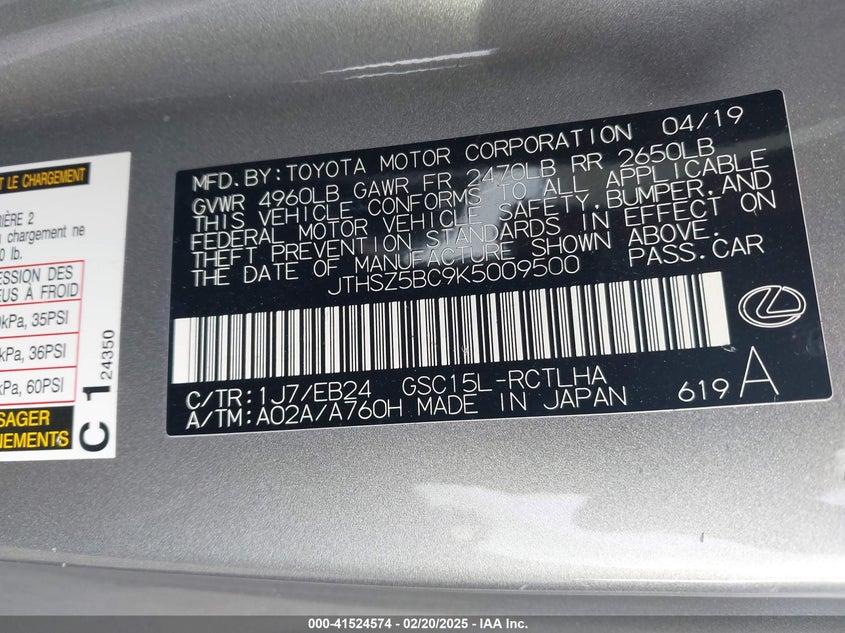 T LE CHARGEMENT
IÈRE 2
chargement ne
0 lb.
ESSION DES
EUS À FROID
kPa, 35PSI
kPa, 36PSI
kPa, 60PSI
SAGER
NEMENTS
C 1 24350
MFD. BY: TOYOTA MOTOR CORPORATION 04/19
GVWR 4960LB GAWR FR 2470LB RR 2650LB
THIS VEHICLE CONFORMS TO ALL APPLICABLE
FEDERAL MOTOR VEHICLE SAFETY, BUMPER, AND
THEFT PREVENTION STANDARDS IN EFFECT ON
THE DATE OF MANUFACTURE SHOWN ABOVE.
JTHSZ5BC9K5009500 PASS. CAR
C/TR: 1J7/EB24 GSC15L-RCTLHA
A/TM: A02A/A760H MADE IN JAPAN 619 A
000-41524574 — 02/20/2025 — IAA Inc.